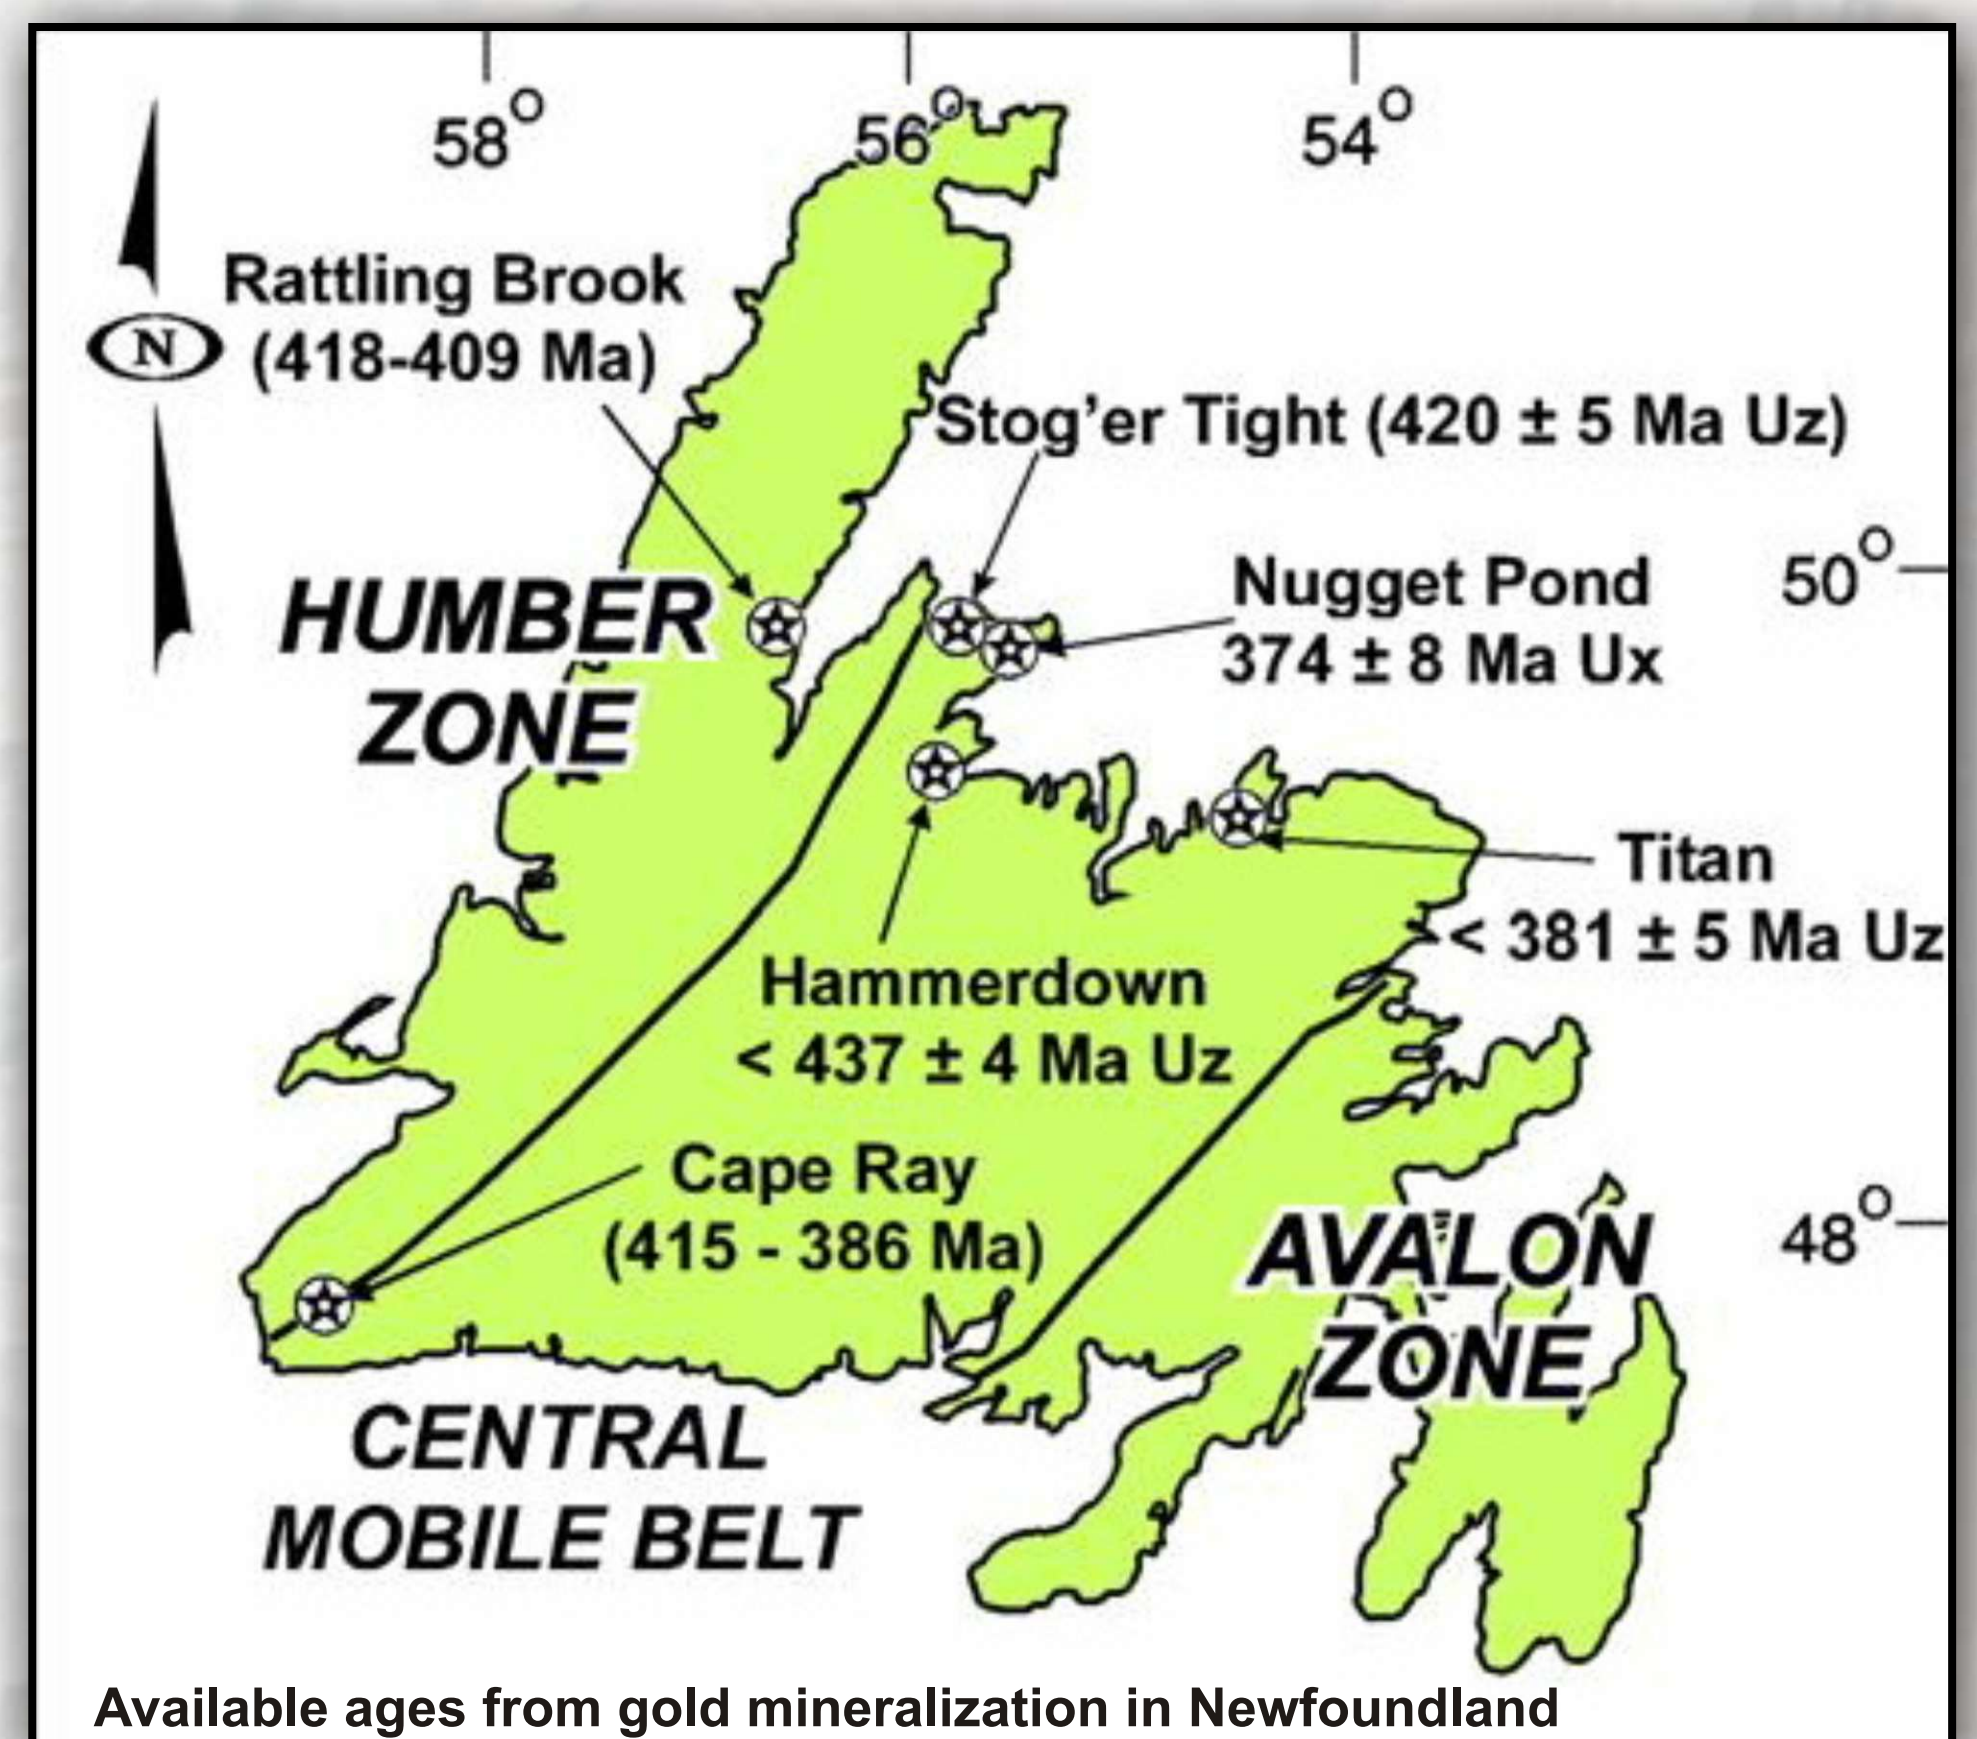 58°
56°
54°
Rattling Brook
(418-409 Ma)
N
Stog’er Tight (420 ± 5 Ma Uz)
50°
Nugget Pond
374 ± 8 Ma Ux
HUMBER
ZONE
Titan
< 381 ± 5 Ma Uz
Hammerdown
< 437 ± 4 Ma Uz
Cape Ray
(415 - 386 Ma)
48°
AVALON
ZONE
CENTRAL
MOBILE BELT
Available ages from gold mineralization in Newfoundland